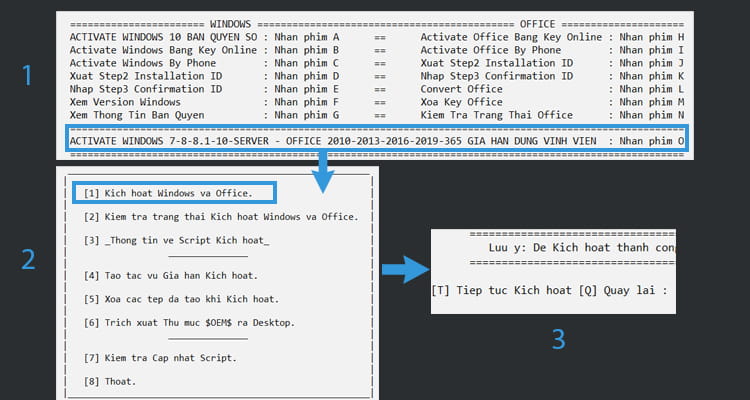 1
====================== WINDOWS =========================================== OFFICE =====================
ACTIVATE WINDOWS 10 BAN QUYEN SO : Nhan phim A == Activate Office Bang Key Online : Nhan phim H
Activate Windows Bang Key Online : Nhan phim B == Activate Office By Phone : Nhan phim I
Activate Windows By Phone : Nhan phim C == Xuat Step2 Installation ID : Nhan phim J
Xuat Step2 Installation ID : Nhan phim D == Nhap Step3 Confirmation ID : Nhan phim K
Nhap Step3 Confirmation ID : Nhan phim E == Convert Office : Nhan phim L
Xem Version Windows : Nhan phim F == Xoa Key Office : Nhan phim M
Xem Thong Tin Ban Quyen : Nhan phim G == Kiem Tra Trang Thai Office : Nhan phim N
ACTIVATE WINDOWS 7-8-8.1-10-SERVER - OFFICE 2010-2013-2016-2019-365 GIA HAN DUNG VINH VIEN : Nhan phim O
2
[1] Kich hoat Windows va Office.
[2] Kiem tra trang thai Kich hoat Windows va Office.
[3] _Thong tin ve Script Kich hoat_
[4] Tao tac vu Gia han Kich hoat.
[5] Xoa cac tep da tao khi Kich hoat.
[6] Trich xuat Thu muc $OEM$ ra Desktop.
[7] Kiem tra Cap nhat Script.
[8] Thoat.
Luu y: De Kich hoat thanh cong
[T] Tiep tuc Kich hoat [Q] Quay lai :
3